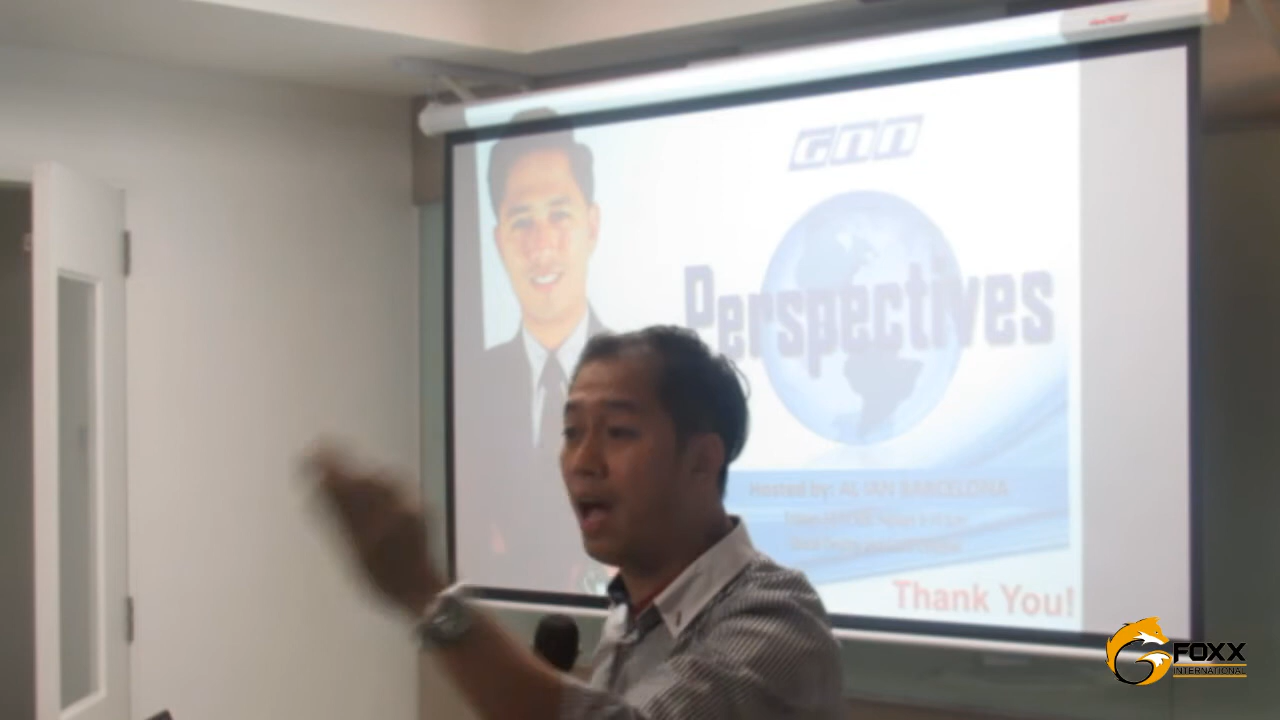 GNN
Perspectives
Hosted by: AL IAN BARCELONA
Thank You!
FOXX
INTERNATIONAL